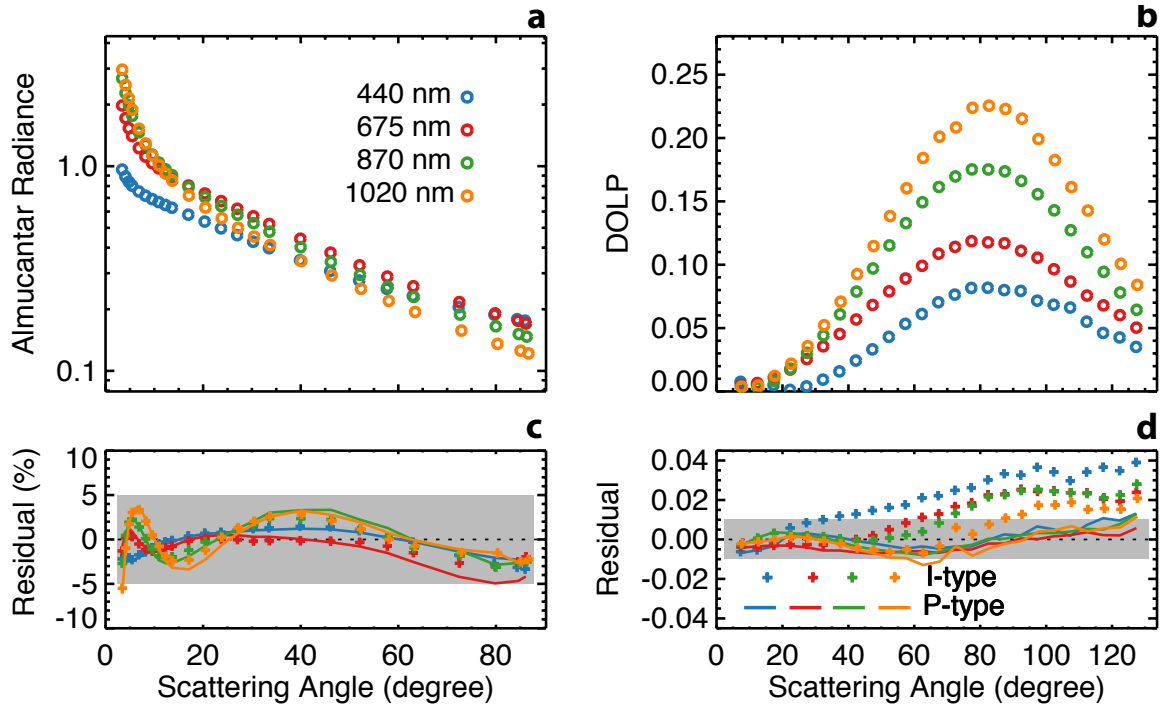 a
Almucantar Radiance
1.0
0.1
440 nm
675 nm
870 nm
1020 nm
b
DOLP
0.25
0.20
0.15
0.10
0.05
0.00
c
Residual (%)
10
5
0
-5
-10
0 20 40 60 80
Scattering Angle (degree)
d
Residual
0.04
0.02
0.00
-0.02
-0.04
I-type
P-type
0 20 40 60 80 100 120
Scattering Angle (degree)